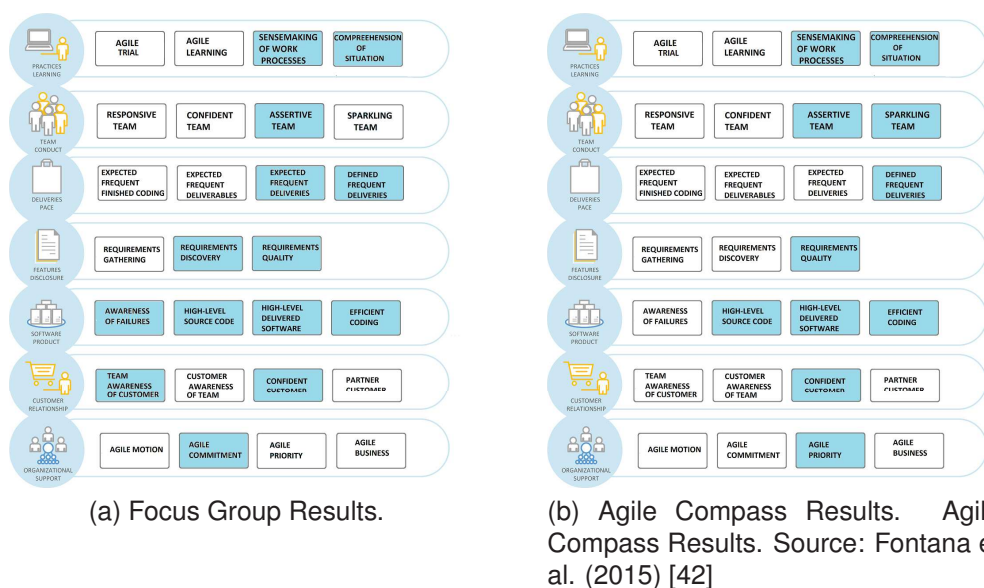 AGILE
TRIAL
AGILE
LEARNING
SENSEMAKING
OF WORK
PROCESSES
COMPREEHENSION
OF
SITUATION
PRACTICES
LEARNING
RESPONSIVE
TEAM
CONFIDENT
TEAM
ASSERTIVE
TEAM
SPARKLING
TEAM
TEAM
CONDUCT
EXPECTED
FREQUENT
FINISHED CODING
EXPECTED
FREQUENT
DELIVERABLES
EXPECTED
FREQUENT
DELIVERIES
DEFINED
FREQUENT
DELIVERIES
DELIVERIES
PACE
REQUIREMENTS
GATHERING
REQUIREMENTS
DISCOVERY
REQUIREMENTS
QUALITY
FEATURES
DISCLOSURE
AWARENESS
OF FAILURES
HIGH-LEVEL
SOURCE CODE
HIGH-LEVEL
DELIVERED
SOFTWARE
EFFICIENT
CODING
SOFTWARE
PRODUCT
TEAM
AWARENESS
OF CUSTOMER
CUSTOMER
AWARENESS
OF TEAM
CONFIDENT
CUSTOMER
PARTNER
CUSTOMER
CUSTOMER
RELATIONSHIP
AGILE MOTION
AGILE
COMMITMENT
AGILE
PRIORITY
AGILE
BUSINESS
ORGANIZATIONAL
SUPPORT
(a) Focus Group Results.
AGILE
TRIAL
AGILE
LEARNING
SENSEMAKING
OF WORK
PROCESSES
COMPREEHENSION
OF
SITUATION
PRACTICES
LEARNING
RESPONSIVE
TEAM
CONFIDENT
TEAM
ASSERTIVE
TEAM
SPARKLING
TEAM
TEAM
CONDUCT
EXPECTED
FREQUENT
FINISHED CODING
EXPECTED
FREQUENT
DELIVERABLES
EXPECTED
FREQUENT
DELIVERIES
DEFINED
FREQUENT
DELIVERIES
DELIVERIES
PACE
REQUIREMENTS
GATHERING
REQUIREMENTS
DISCOVERY
REQUIREMENTS
QUALITY
FEATURES
DISCLOSURE
AWARENESS
OF FAILURES
HIGH-LEVEL
SOURCE CODE
HIGH-LEVEL
DELIVERED
SOFTWARE
EFFICIENT
CODING
SOFTWARE
PRODUCT
TEAM
AWARENESS
OF CUSTOMER
CUSTOMER
AWARENESS
OF TEAM
CONFIDENT
CUSTOMER
PARTNER
CUSTOMER
CUSTOMER
RELATIONSHIP
AGILE MOTION
AGILE
COMMITMENT
AGILE
PRIORITY
AGILE
BUSINESS
ORGANIZATIONAL
SUPPORT
(b) Agile Compass Results. Agil
Compass Results. Source: Fontana e
al. (2015) [42]